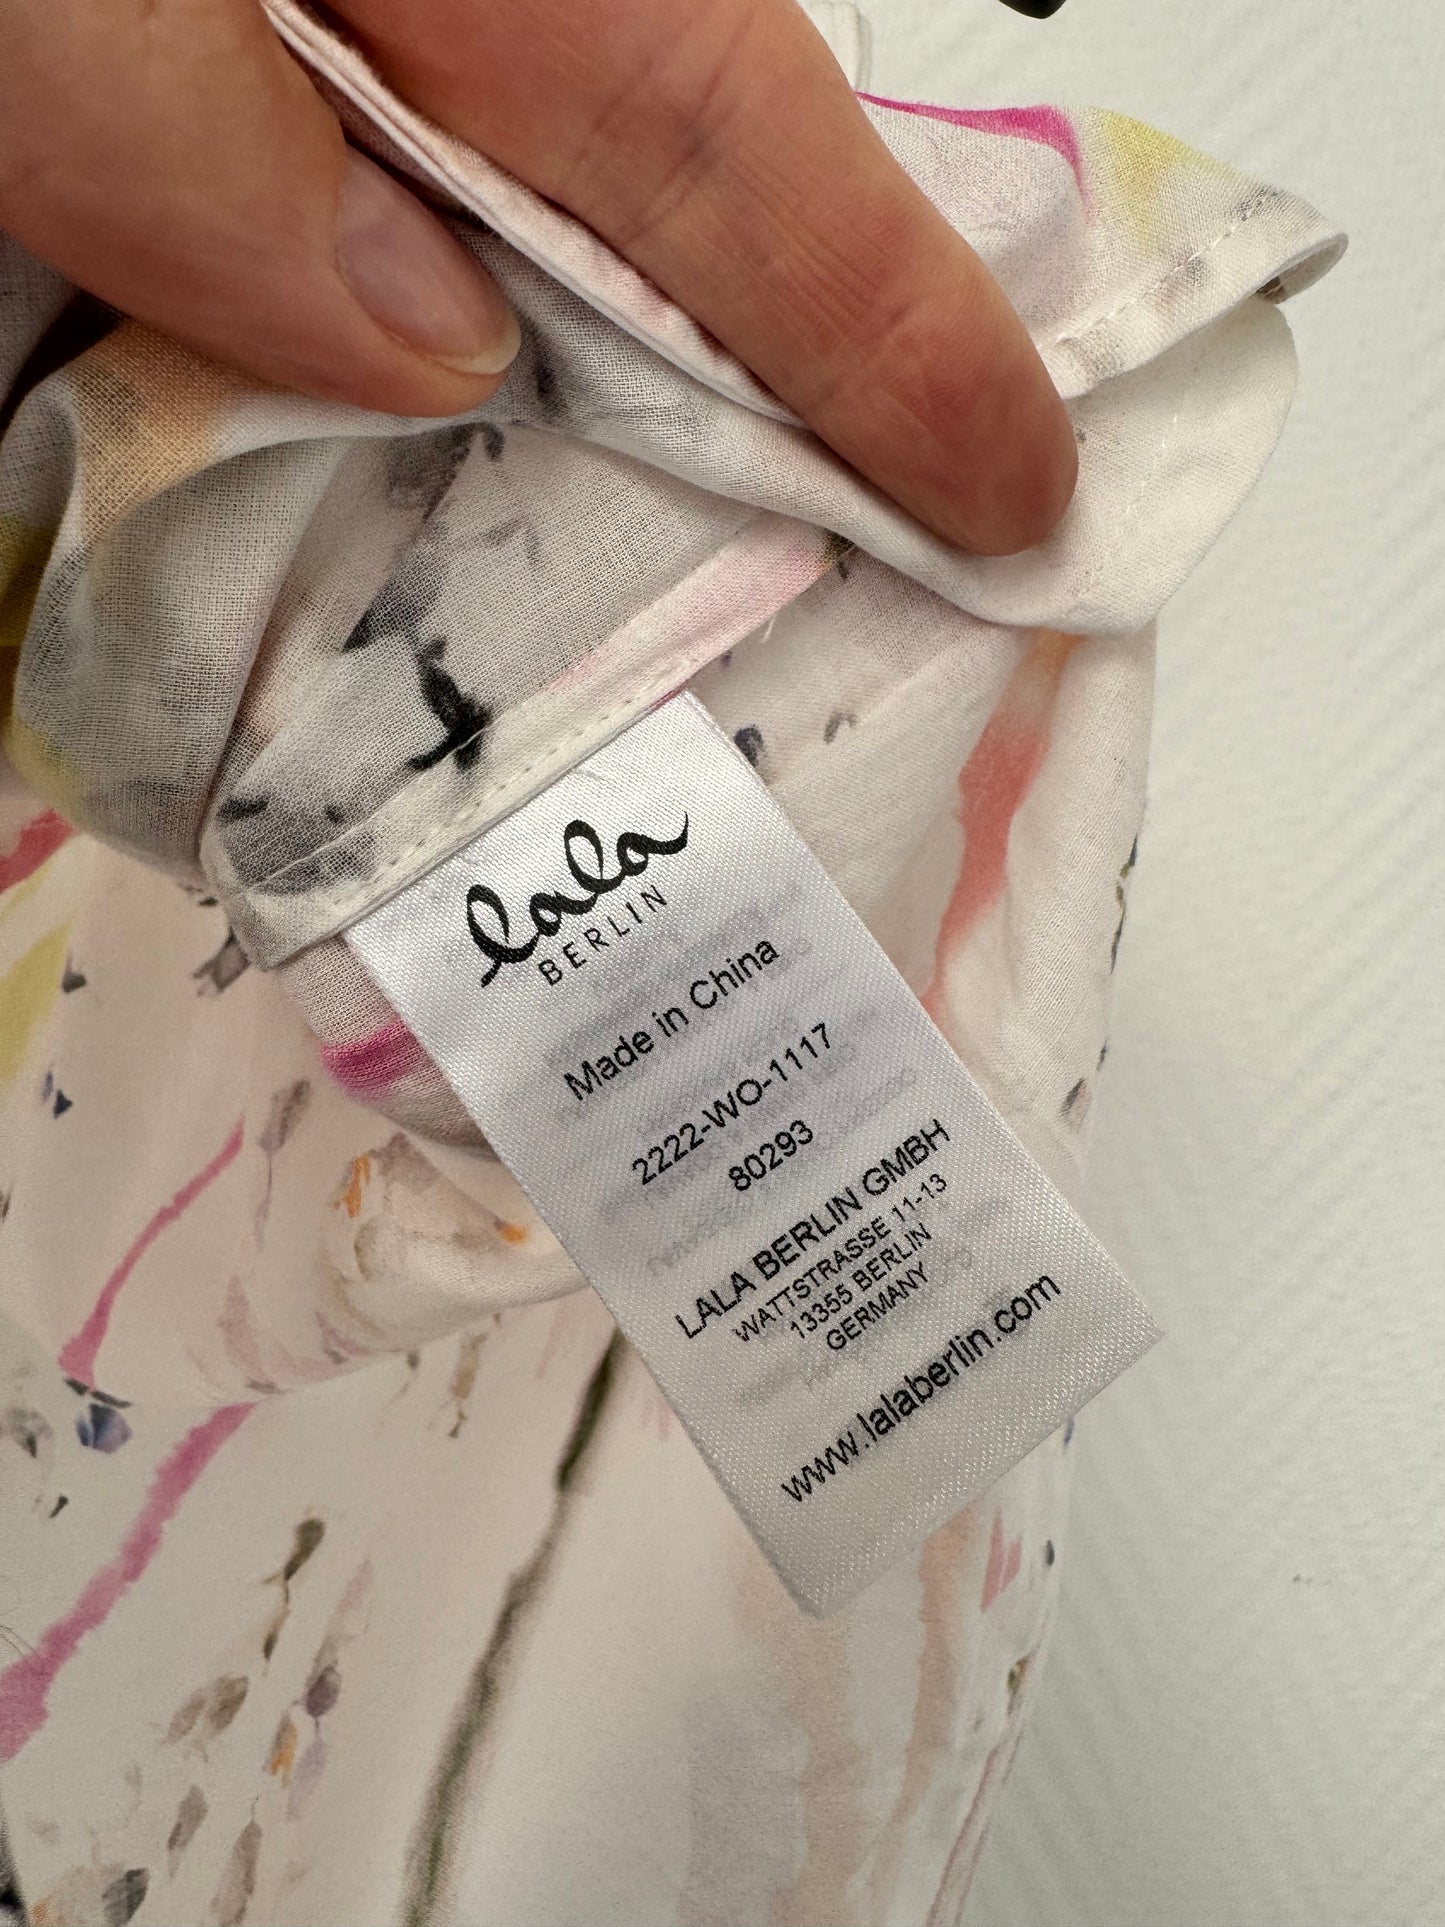 lala
BERLIN
Made in China
2222-WO-1117
80293
LALA BERLIN GMBH
WATTSTRASSE 11-13
13355 BERLIN
GERMANY
www.lalaberlin.com